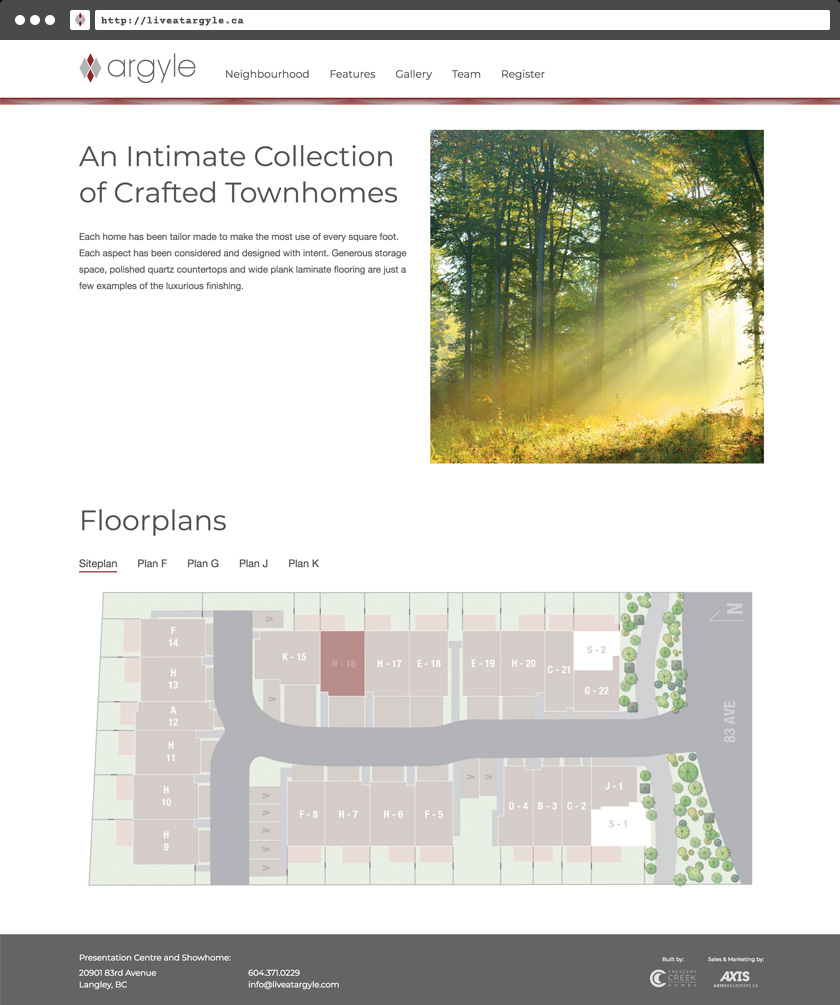 http://liveatargyle.ca
argyle
Neighbourhood Features Gallery Team Register
An Intimate Collection
of Crafted Townhomes
Each home has been tailor made to make the most use of every square foot.
Each aspect has been considered and designed with intent. Generous storage
space, polished quartz countertops and wide plank laminate flooring are just a
few examples of the luxurious finishing.
Floorplans
Siteplan Plan F Plan G Plan J Plan K
N
F
14
H
13
A
12
H
11
H
10
H
9
K - 15
H - 16
H - 17
E - 18
E - 19
H - 20
C - 21
S - 2
G - 22
83 AVE
V
V
V
V
V
V
V
V
V
F - 8
H - 7
H - 6
F - 5
D - 4
B - 3
C - 2
J - 1
S - 1
Presentation Centre and Showhome:
20901 83rd Avenue
Langley, BC
604.371.0229
info@liveatargyle.com
Built by:
CRESCENT
CREEK
HOMES
Sales & Marketing by:
AXIS
AXISREALESTATE.CA